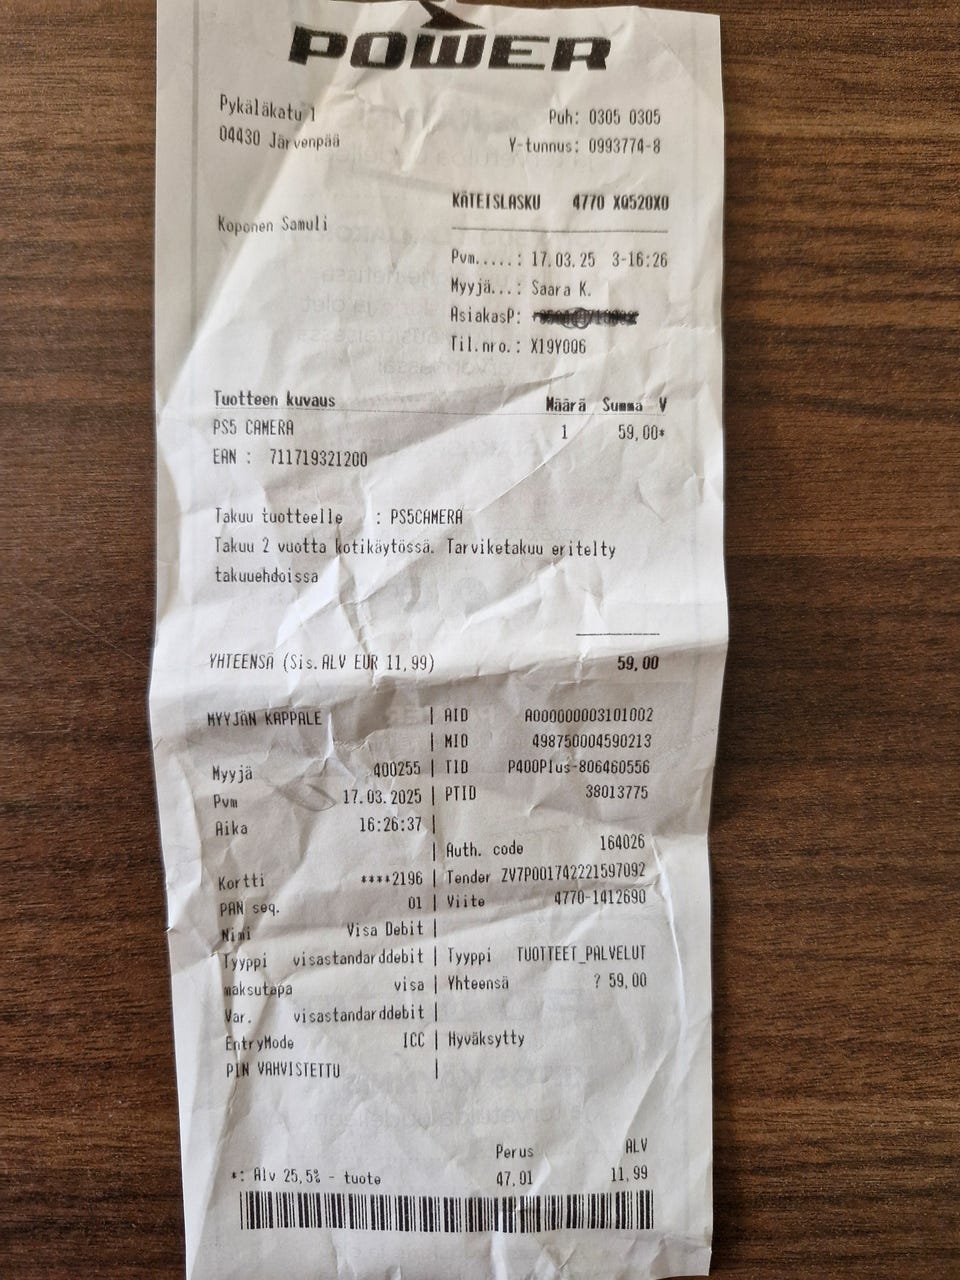 POWER
Pykäläkatu 1
04430 Järvenpää
Puh: 0305 0305
Y-tunnus: 0993774-8
KÄTEISLASKU 4770 XQ520XO
Koponen Samuli
Pvm.....: 17.03.25 3-16:26
Myyjä...: Saara K.
AsiakasP:
Til.nro.: X19Y006
Tuotteen kuvaus Määrä Summa V
PS5 CAMERA 1 59,00*
EAN : 711719321200
Takuu tuotteelle : PS5CAMERA
Takuu 2 vuotta kotikäytössä. Tarviketakuu eritelty
takuuehdoissa
YHTEENSÄ (Sis.ALV EUR 11,99) 59,00
MYYJÄN KAPPALE | AID A0000000003101002
| MID 498750004590213
Myyjä 400255 | TID P400Plus-806460556
Pvm 17.03.2025 | PTID 38013775
Aika 16:26:37 |
| Auth. code 164026
Kortti ****2196 | Tender ZV7P001742221597092
PAN seq. 01 | Viite 4770-1412690
Nimi Visa Debit |
Tyyppi visastandarddebit | Tyyppi TUOTTEET_PALVELUT
maksutapa visa | Yhteensä ? 59,00
Var. visastandarddebit |
EntryMode ICC | Hyväksytty
PIN VAHVISTETTU |
Perus ALV
*: Alv 25,5% - tuote 47,01 11,99